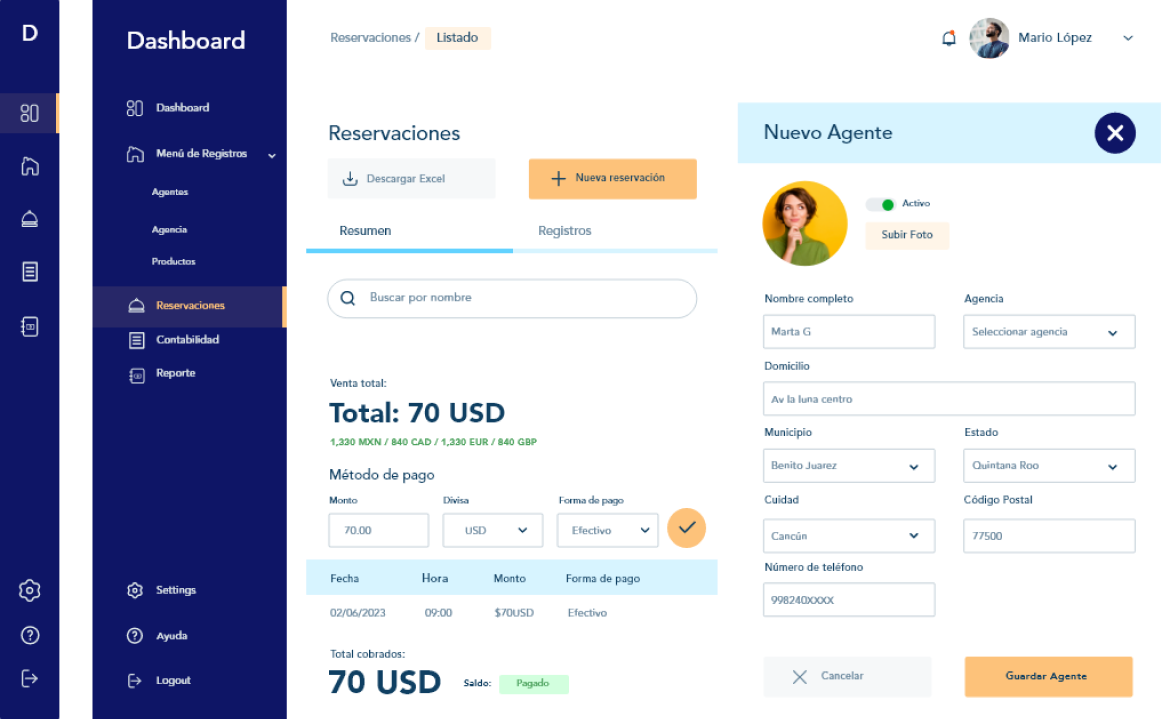 D
Dashboard
Dashboard
Menú de Registros
Agentes
Agencia
Productos
Reservaciones
Contabilidad
Reporte
Settings
Ayuda
Logout
Reservaciones / Listado
Mario López
Reservaciones
Descargar Excel
Nueva reservación
Resumen Registros
Buscar por nombre
Venta total:
Total: 70 USD
1,330 MXN / 840 CAD / 1,330 EUR / 840 GBP
Método de pago
Monto Divisa Forma de pago
70.00 USD Efectivo
Fecha Hora Monto Forma de pago
02/06/2023 09:00 $70USD Efectivo
Total cobrados:
70 USD Saldo: Pagado
Nuevo Agente
Activo
Subir Foto
Nombre completo Agencia
Marta G Seleccionar agencia
Domicilio
Av la luna centro
Municipio Estado
Benito Juarez Quintana Roo
Cuidad Código Postal
Cancún 77500
Número de teléfono
998240XXXX
Cancelar Guardar Agente